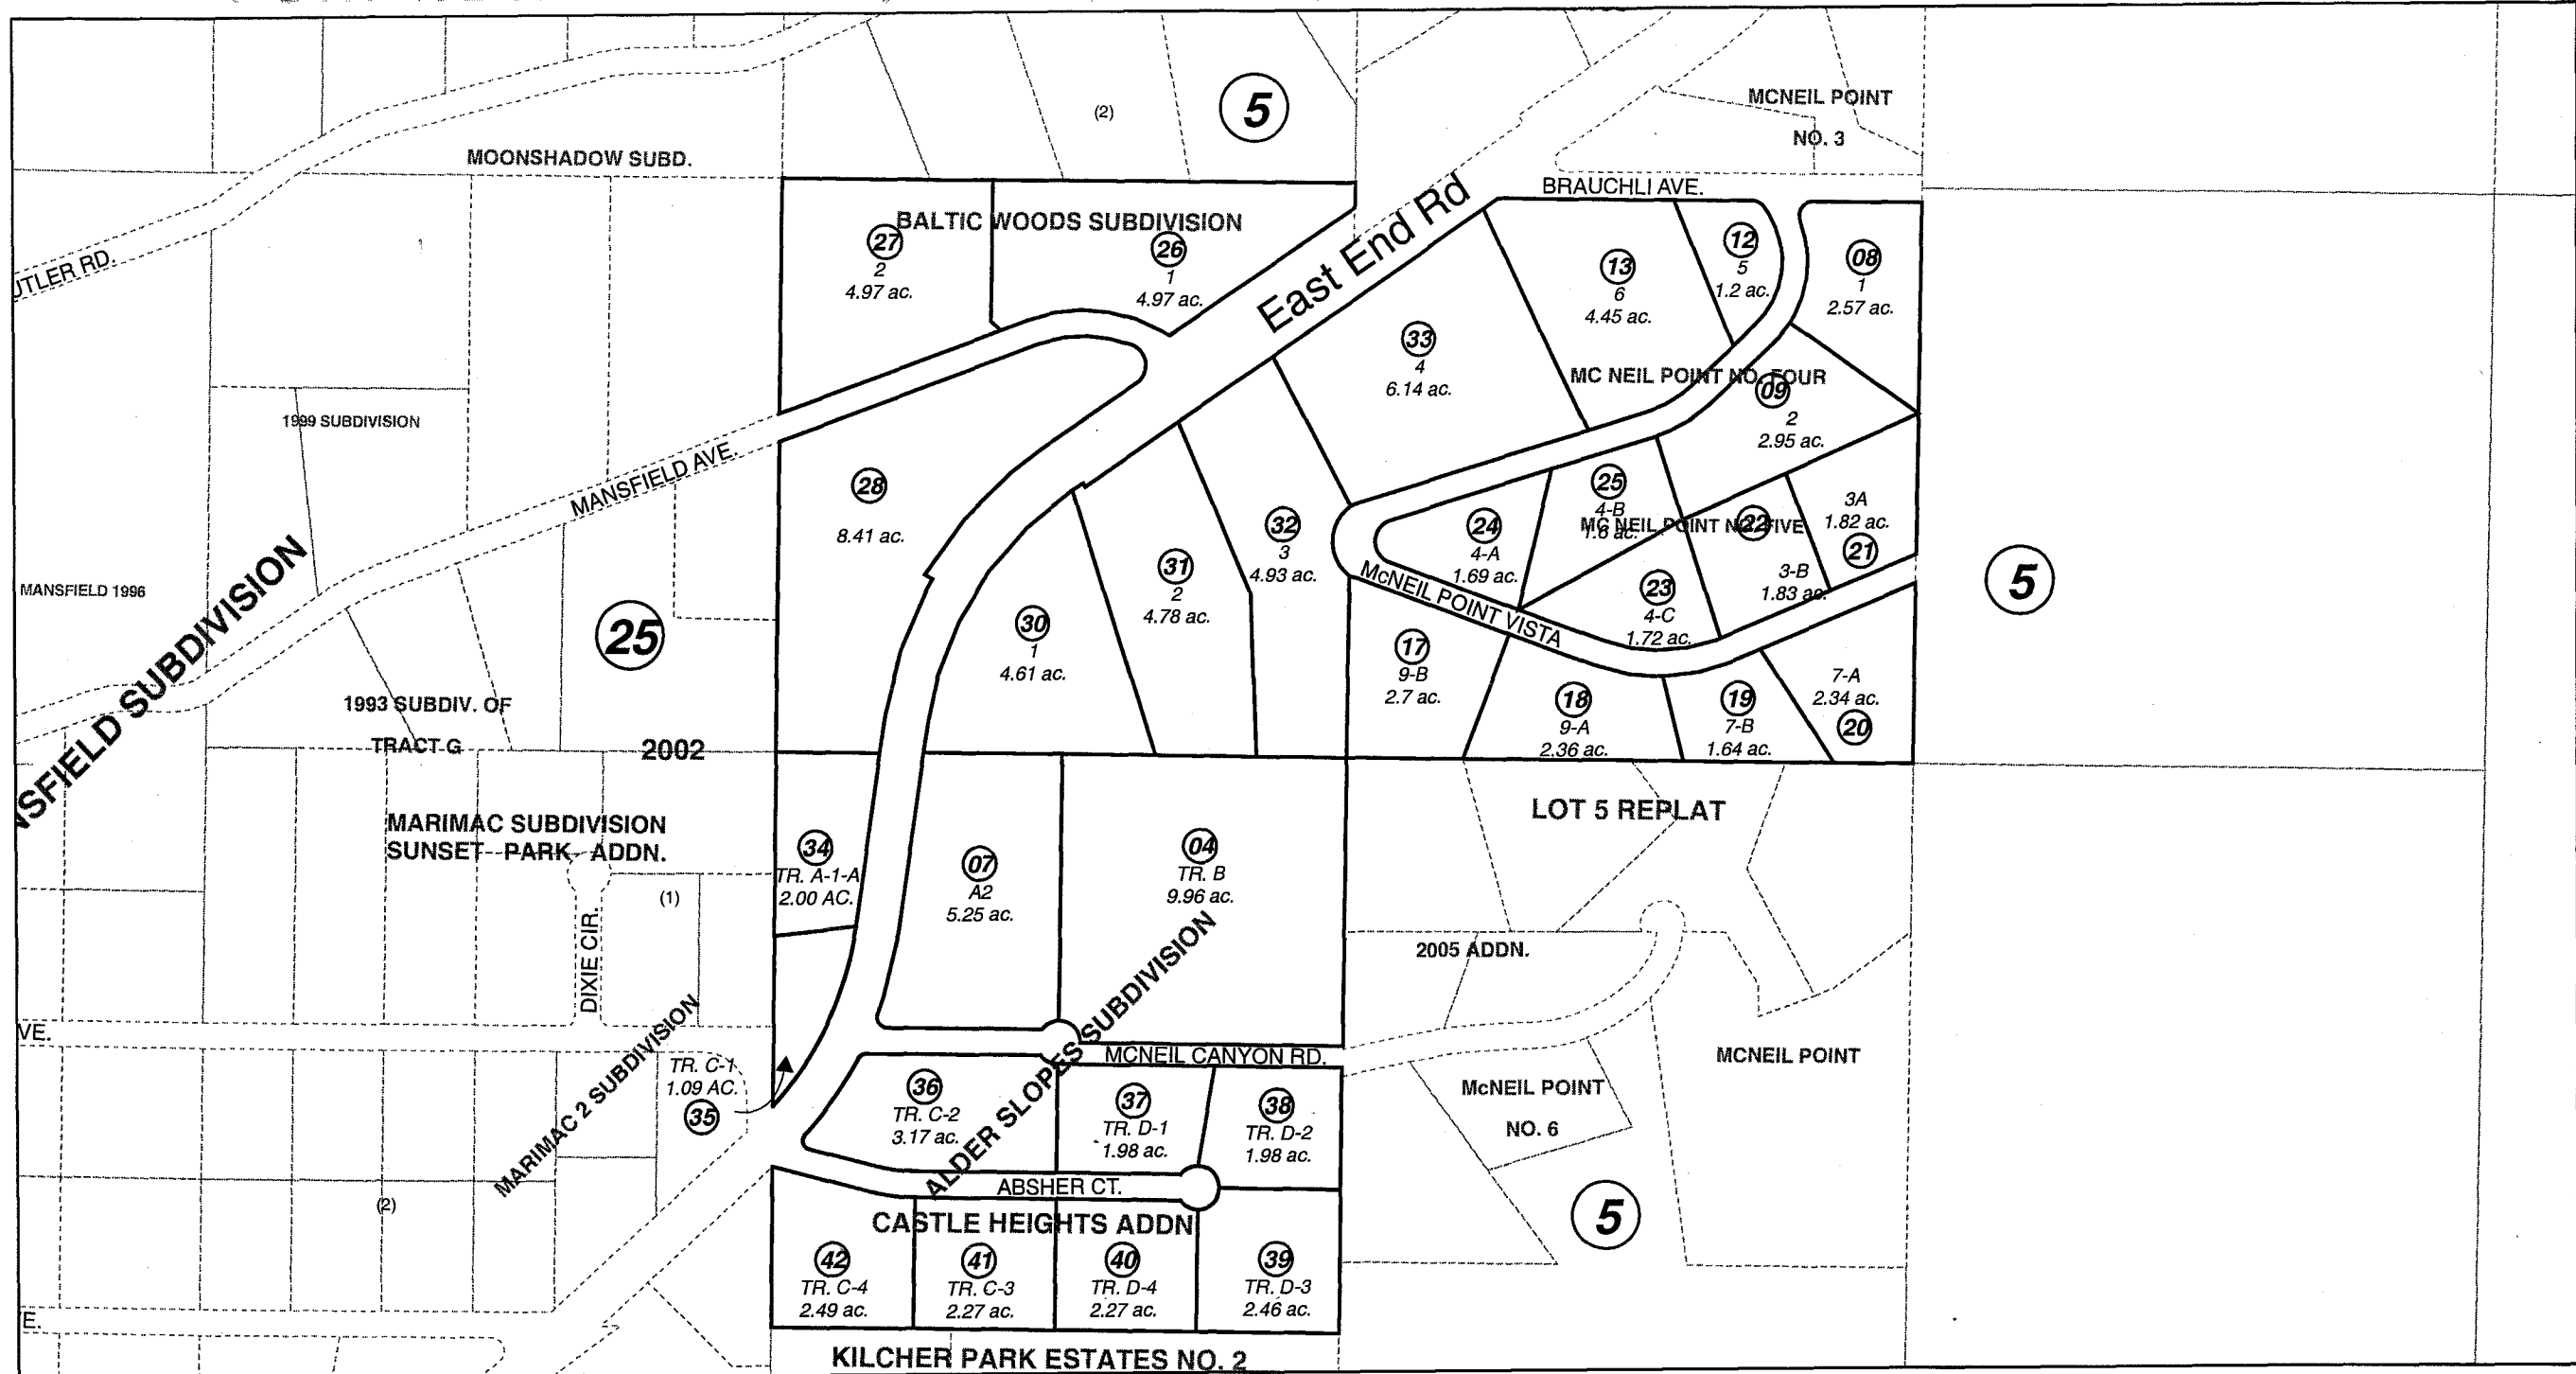 5
(2)
MCNEIL POINT
NO. 3
MOONSHADOW SUBD.
BRAUCHLI AVE.
BALTIC WOODS SUBDIVISION
East End Rd
UTLER RD.
27
2
4.97 ac.
26
1
4.97 ac.
13
6
4.45 ac.
12
5
1.2 ac.
08
1
2.57 ac.
33
4
6.14 ac.
MC NEIL POINT NO. FOUR
09
2
2.95 ac.
1999 SUBDIVISION
MANSFIELD AVE.
28
8.41 ac.
32
3
4.93 ac.
31
2
4.78 ac.
30
1
4.61 ac.
24
4-A
1.69 ac.
25
4-B
1.6 ac.
MC NEIL POINT NO. FIVE
22
3-B
1.83 ac.
3A
1.82 ac.
21
23
4-C
1.72 ac.
McNEIL POINT VISTA
5
MANSFIELD 1996
NSFIELD SUBDIVISION
25
17
9-B
2.7 ac.
18
9-A
2.36 ac.
19
7-B
1.64 ac.
7-A
2.34 ac.
20
1993 SUBDIV. OF
TRACT G
2002
MARIMAC SUBDIVISION
SUNSET PARK ADDN.
(1)
DIXIE CIR.
34
TR. A-1-A
2.00 AC.
07
A2
5.25 ac.
04
TR. B
9.96 ac.
LOT 5 REPLAT
2005 ADDN.
ALDER SLOPES SUBDIVISION
VE.
MARIMAC 2 SUBDIVISION
TR. C-1
1.09 AC.
35
MCNEIL CANYON RD.
MCNEIL POINT
McNEIL POINT
NO. 6
36
TR. C-2
3.17 ac.
37
TR. D-1
1.98 ac.
38
TR. D-2
1.98 ac.
ABSHER CT.
(2)
5
CASTLE HEIGHTS ADDN
42
TR. C-4
2.49 ac.
41
TR. C-3
2.27 ac.
40
TR. D-4
2.27 ac.
39
TR. D-3
2.46 ac.
E.
KILCHER PARK ESTATES NO. 2